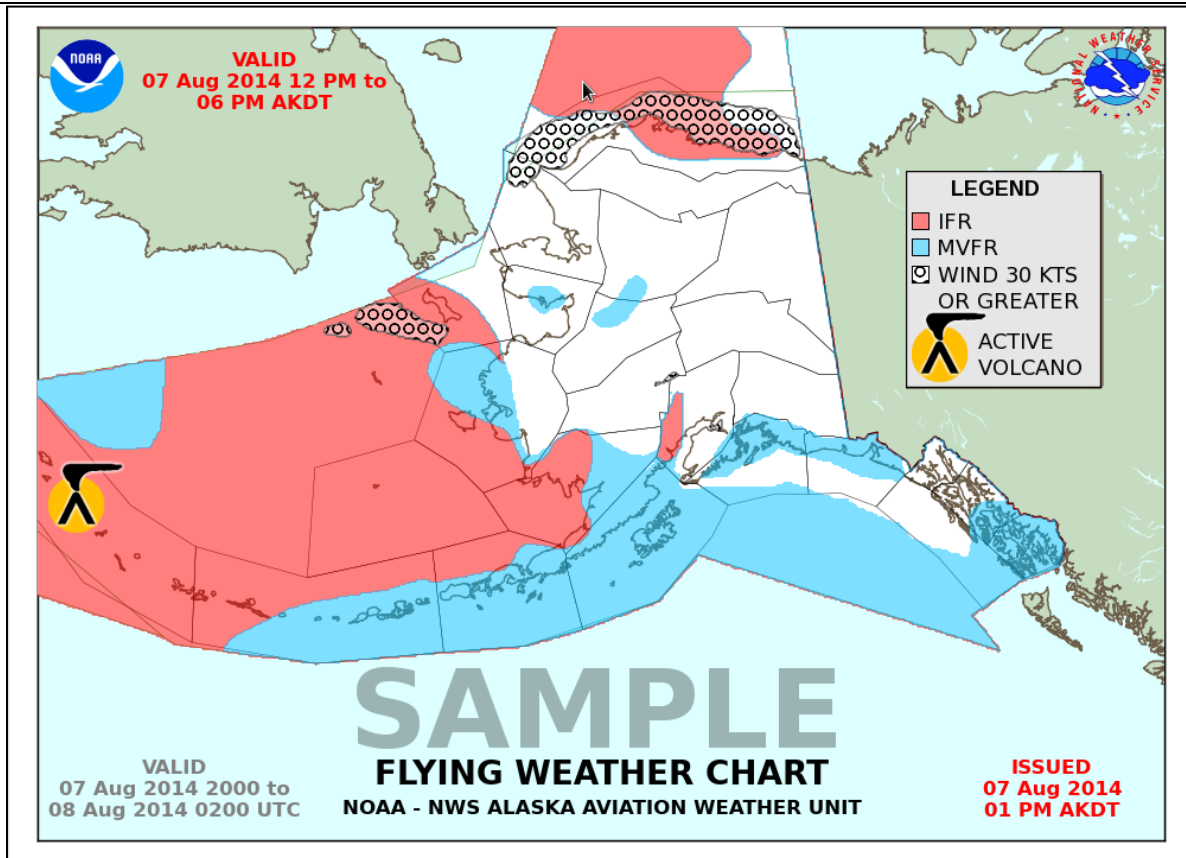 NOAA
VALID
07 Aug 2014 12 PM to
06 PM AKDT
NATIONAL WEATHER SERVICE
LEGEND
IFR
MVFR
WIND 30 KTS
OR GREATER
ACTIVE
VOLCANO
SAMPLE
FLYING WEATHER CHART
NOAA - NWS ALASKA AVIATION WEATHER UNIT
VALID
07 Aug 2014 2000 to
08 Aug 2014 0200 UTC
ISSUED
07 Aug 2014
01 PM AKDT